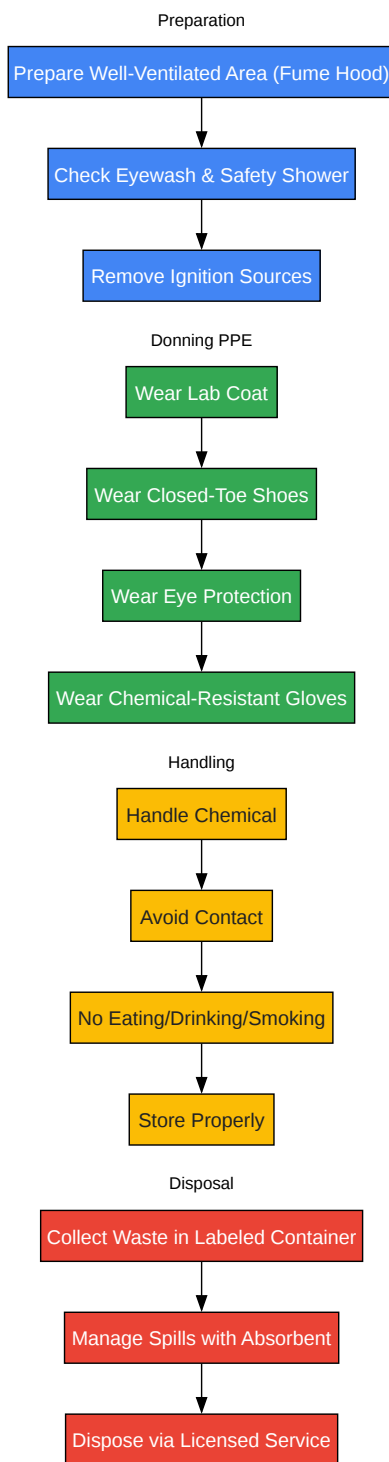 Preparation
Prepare Well-Ventilated Area (Fume Hood)
Check Eyewash & Safety Shower
Remove Ignition Sources
Donning PPE
Wear Lab Coat
Wear Closed-Toe Shoes
Wear Eye Protection
Wear Chemical-Resistant Gloves
Handling
Handle Chemical
Avoid Contact
No Eating/Drinking/Smoking
Store Properly
Disposal
Collect Waste in Labeled Container
Manage Spills with Absorbent
Dispose via Licensed Service